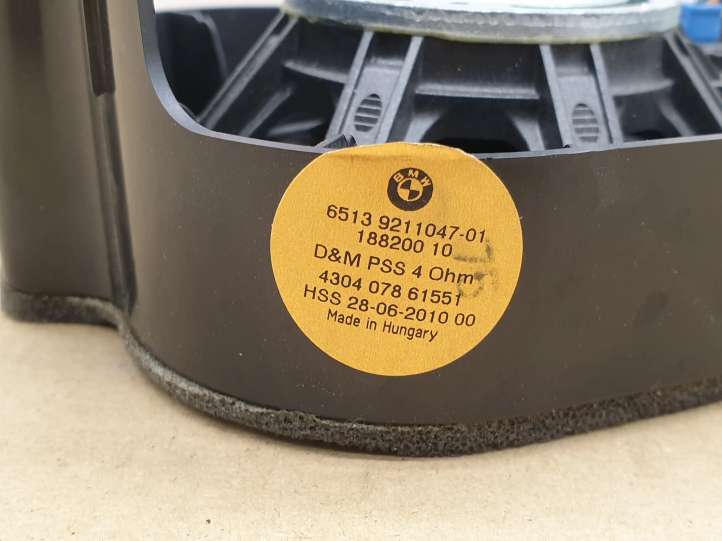 BMW
6513 9211047-01
188200 10
D&M PSS 4 Ohm
4304 078 61551
HSS 28-06-2010 00
Made in Hungary